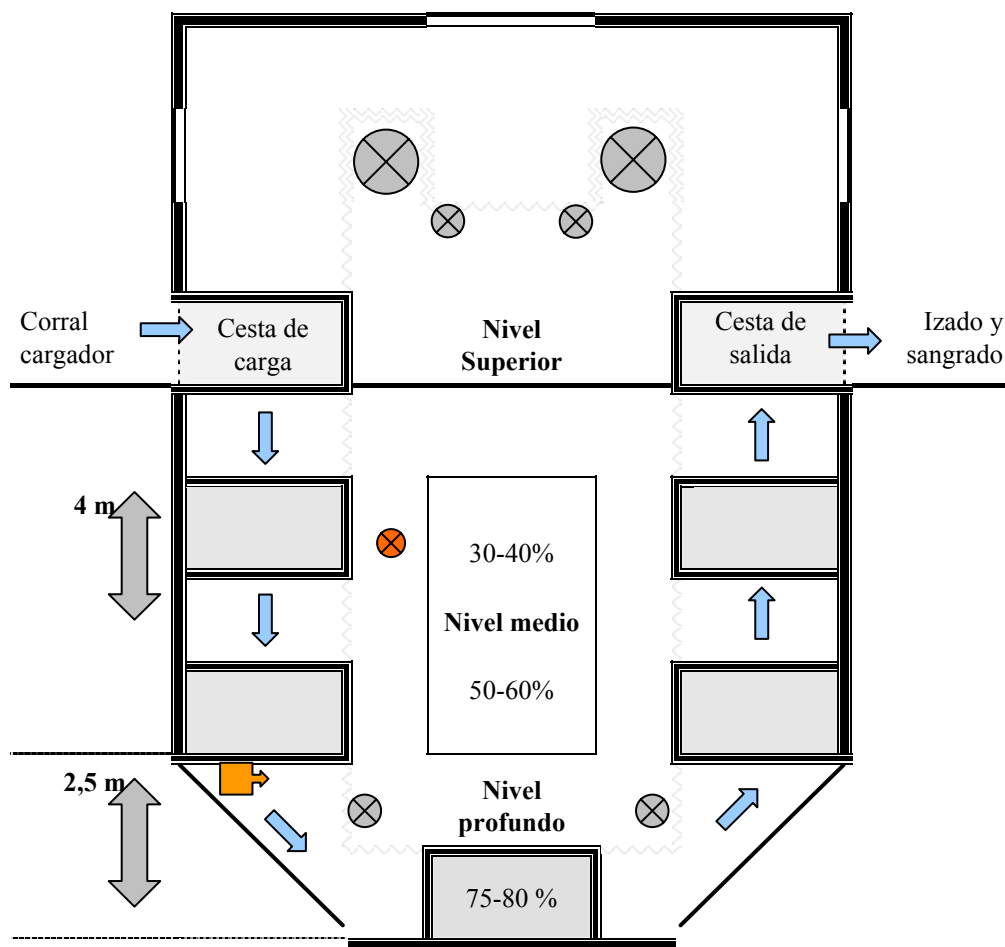 Corral
cargador
Cesta de
carga
Nivel
Superior
Cesta de
salida
Izado y
sangrado
4 m
30-40%
Nivel medio
50-60%
2,5 m
Nivel
profundo
75-80 %